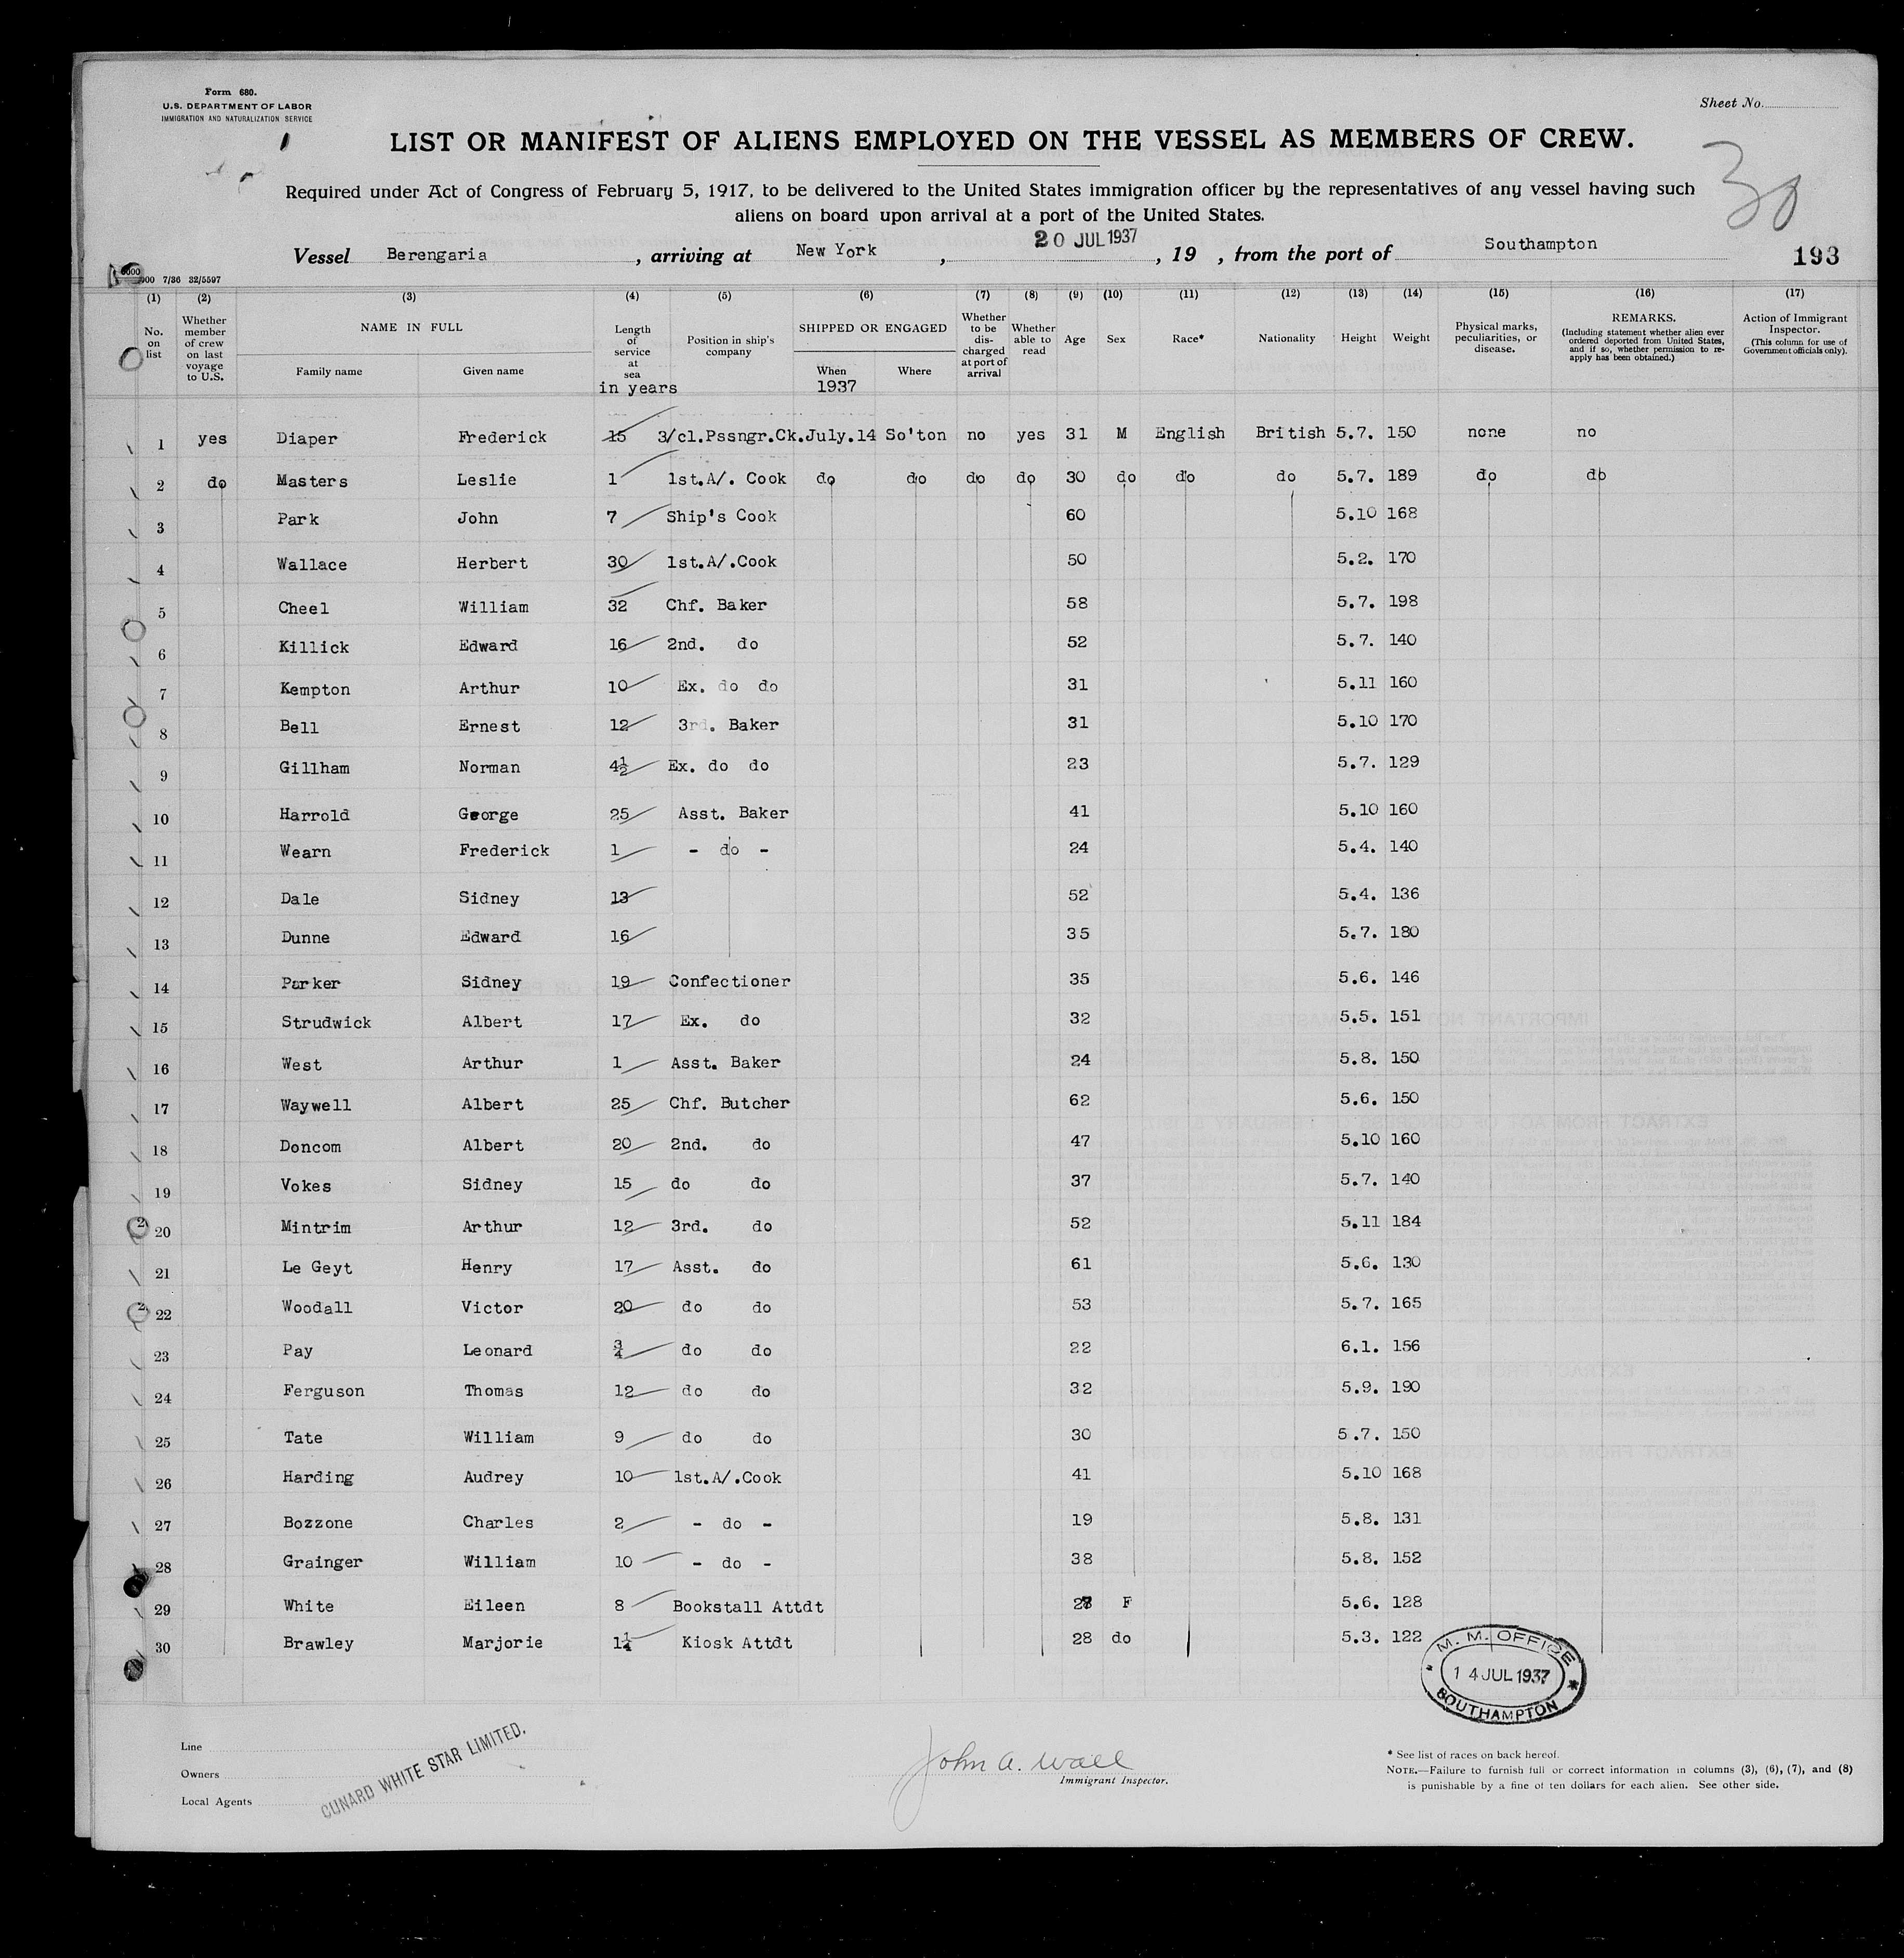 Form 680.
U.S. DEPARTMENT OF LABOR
IMMIGRATION AND NATURALIZATION SERVICE
Sheet No.
LIST OR MANIFEST OF ALIENS EMPLOYED ON THE VESSEL AS MEMBERS OF CREW.
30
Required under Act of Congress of February 5, 1917, to be delivered to the United States immigration officer by the representatives of any vessel having such
aliens on board upon arrival at a port of the United States.
Vessel Berengaria, arriving at New York, 20 JUL 1937, 19 , from the port of Southampton
193
7/36 32/5597
(1) (2) (3) (4) (5) (6) (7) (8) (9) (10) (11) (12) (13) (14) (15) (16) (17)
No. on list
Whether member of crew on last voyage to U.S.
NAME IN FULL
Family name Given name
Length of service at sea
in years
Position in ship's company
SHIPPED OR ENGAGED
When Where
1937
Whether to be discharged at port of arrival
Whether able to read
Age
Sex
Race*
Nationality
Height
Weight
Physical marks, peculiarities, or disease.
REMARKS.
(Including statement whether alien ever ordered deported from United States, and if so, whether permission to reapply has been obtained.)
Action of Immigrant Inspector.
(This column for use of Government officials only).
1 yes Diaper Frederick 15 3/cl.Pssngr.Ck. July.14 So'ton no yes 31 M English British 5.7. 150 none no
2 do Masters Leslie 1 1st.A/. Cook do do do do 30 do do do 5.7. 189 do do
3 Park John 7 Ship's Cook 60 5.10 168
4 Wallace Herbert 30 1st.A/.Cook 50 5.2. 170
5 Cheel William 32 Chf. Baker 58 5.7. 198
6 Killick Edward 16 2nd. do 52 5.7. 140
7 Kempton Arthur 10 Ex. do do 31 5.11 160
8 Bell Ernest 12 3rd. Baker 31 5.10 170
9 Gillham Norman 4½ Ex. do do 23 5.7. 129
10 Harrold George 25 Asst. Baker 41 5.10 160
11 Wearn Frederick 1 - do - 24 5.4. 140
12 Dale Sidney 13 52 5.4. 136
13 Dunne Edward 16 35 5.7. 180
14 Parker Sidney 19 Confectioner 35 5.6. 146
15 Strudwick Albert 17 Ex. do 32 5.5. 151
16 West Arthur 1 Asst. Baker 24 5.8. 150
17 Waywell Albert 25 Chf. Butcher 62 5.6. 150
18 Doncom Albert 20 2nd. do 47 5.10 160
19 Vokes Sidney 15 do do 37 5.7. 140
20 Mintrim Arthur 12 3rd. do 52 5.11 184
21 Le Geyt Henry 17 Asst. do 61 5.6. 130
22 Woodall Victor 20 do do 53 5.7. 165
23 Pay Leonard ¾ do do 22 6.1. 156
24 Ferguson Thomas 12 do do 32 5.9. 190
25 Tate William 9 do do 30 5.7. 150
26 Harding Audrey 10 1st.A/.Cook 41 5.10 168
27 Bozzone Charles 2 - do - 19 5.8. 131
28 Grainger William 10 - do - 38 5.8. 152
29 White Eileen 8 Bookstall Attdt F 5.6. 128
30 Brawley Marjorie 1¼ Kiosk Attdt 28 do 5.3. 122
M. M. OFFICE
14 JUL 1937
SOUTHAMPTON
Line
Owners
Local Agents
CUNARD WHITE STAR LIMITED.
John A. Wall
Immigrant Inspector.
* See list of races on back hereof.
NOTE.—Failure to furnish full or correct information in columns (3), (6), (7), and (8)
is punishable by a fine of ten dollars for each alien. See other side.